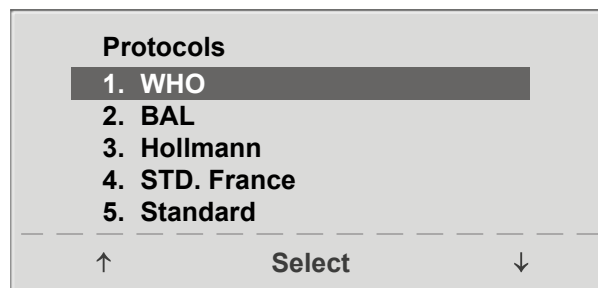 Protocols
1. WHO
2. BAL
3. Hollmann
4. STD. France
5. Standard
↑ Select ↓